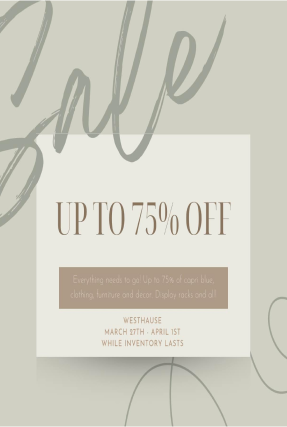 Sale
UP TO 75% OFF
Everything needs to go! Up to 75% of capri blue,
clothing, furniture and decor. Display racks and all!
WESTHAUSE
MARCH 27TH - APRIL 1ST
WHILE INVENTORY LASTS